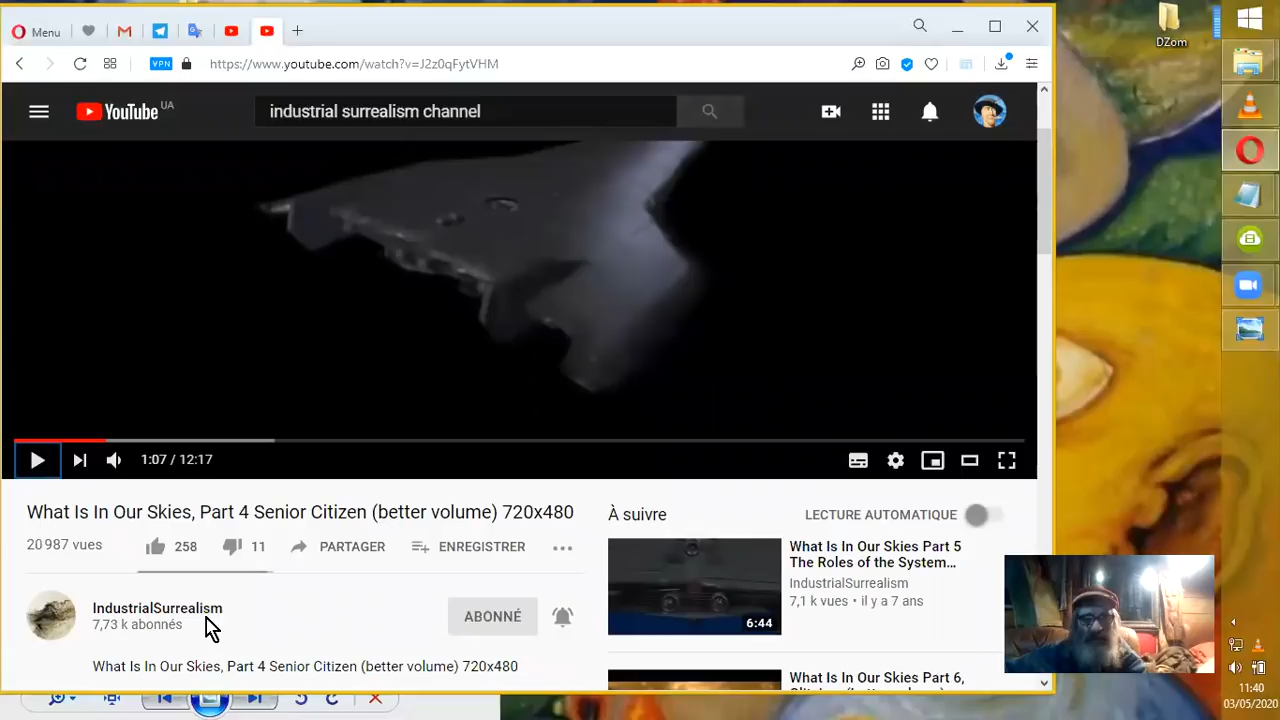 Menu
DZom
https://www.youtube.com/watch?v=J2z0qFytVHM
VPN
YouTube UA
industrial surrealism channel
1:07 / 12:17
What Is In Our Skies, Part 4 Senior Citizen (better volume) 720x480
20 987 vues
258
11
PARTAGER
ENREGISTRER
IndustrialSurrealism
7,73 k abonnés
ABONNÉ
What Is In Our Skies, Part 4 Senior Citizen (better volume) 720x480
À suivre
LECTURE AUTOMATIQUE
What Is In Our Skies Part 5
The Roles of the System...
IndustrialSurrealism
7,1 k vues • il y a 7 ans
6:44
What Is In Our Skies Part 6,
11:40
03/05/2020